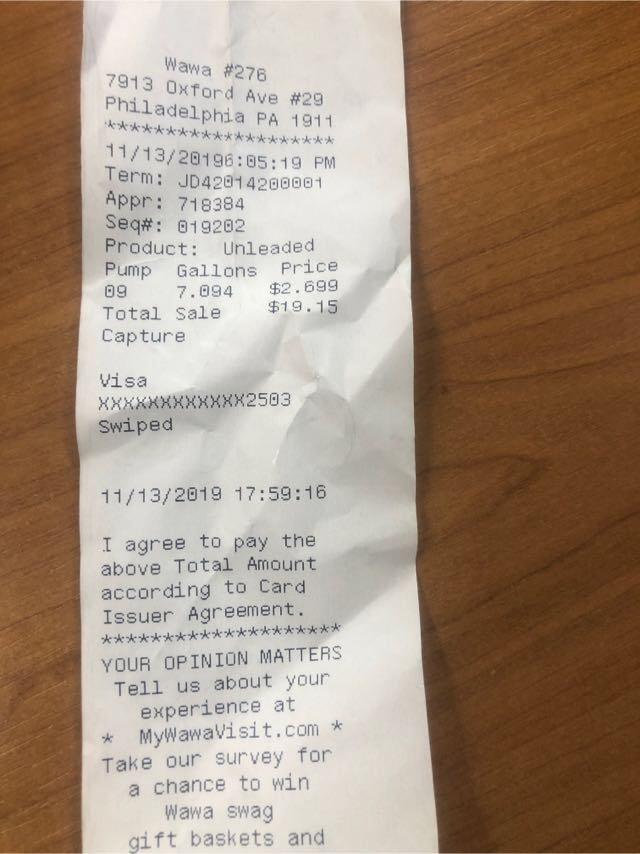 Wawa #276
7913 Oxford Ave #29
Philadelphia PA 1911
*******************
11/13/20196:05:19 PM
Term: JD42014200001
Appr: 718384
Seq#: 019202
Product: Unleaded
Pump Gallons Price
09 7.094 $2.699
Total Sale $19.15
Capture
Visa
XXXXXXXXXXXX2503
Swiped
11/13/2019 17:59:16
I agree to pay the
above Total Amount
according to Card
Issuer Agreement.
********************
YOUR OPINION MATTERS
Tell us about your
experience at
* MyWawaVisit.com *
Take our survey for
a chance to win
Wawa swag
gift baskets and